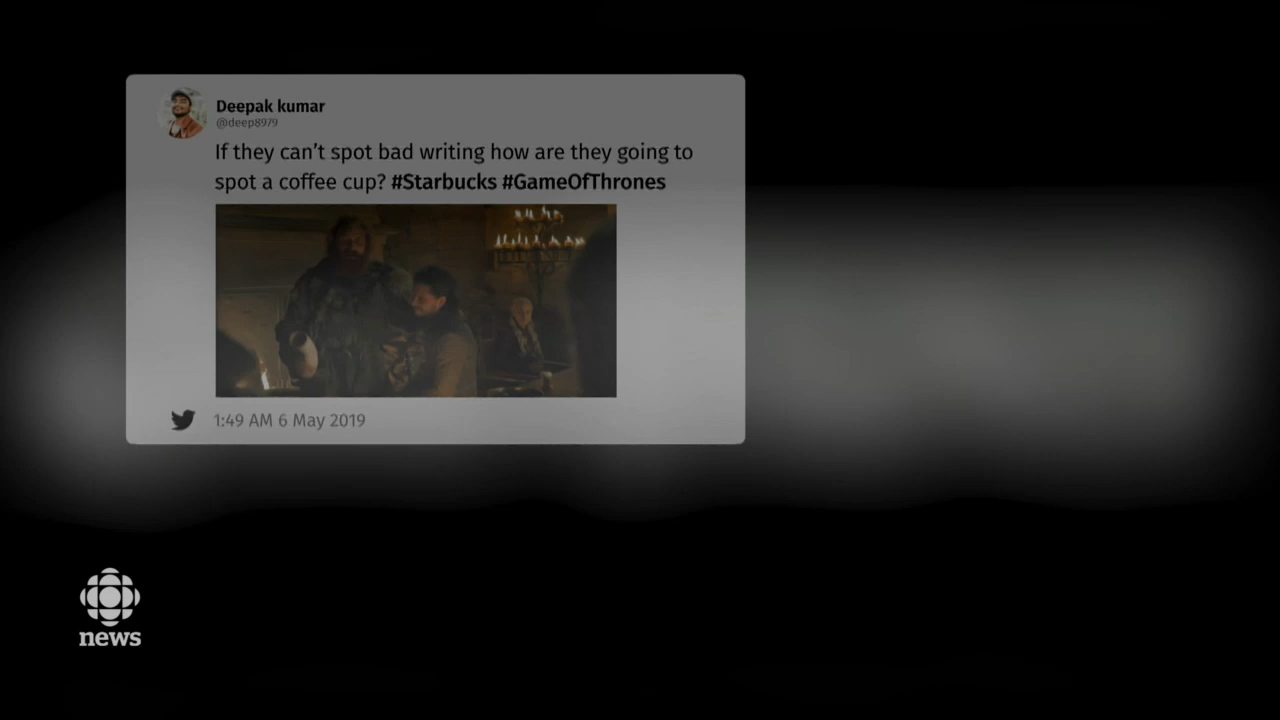 Deepak kumar
@deep8979
If they can’t spot bad writing how are they going to
spot a coffee cup? #Starbucks #GameOfThrones
1:49 AM 6 May 2019
news